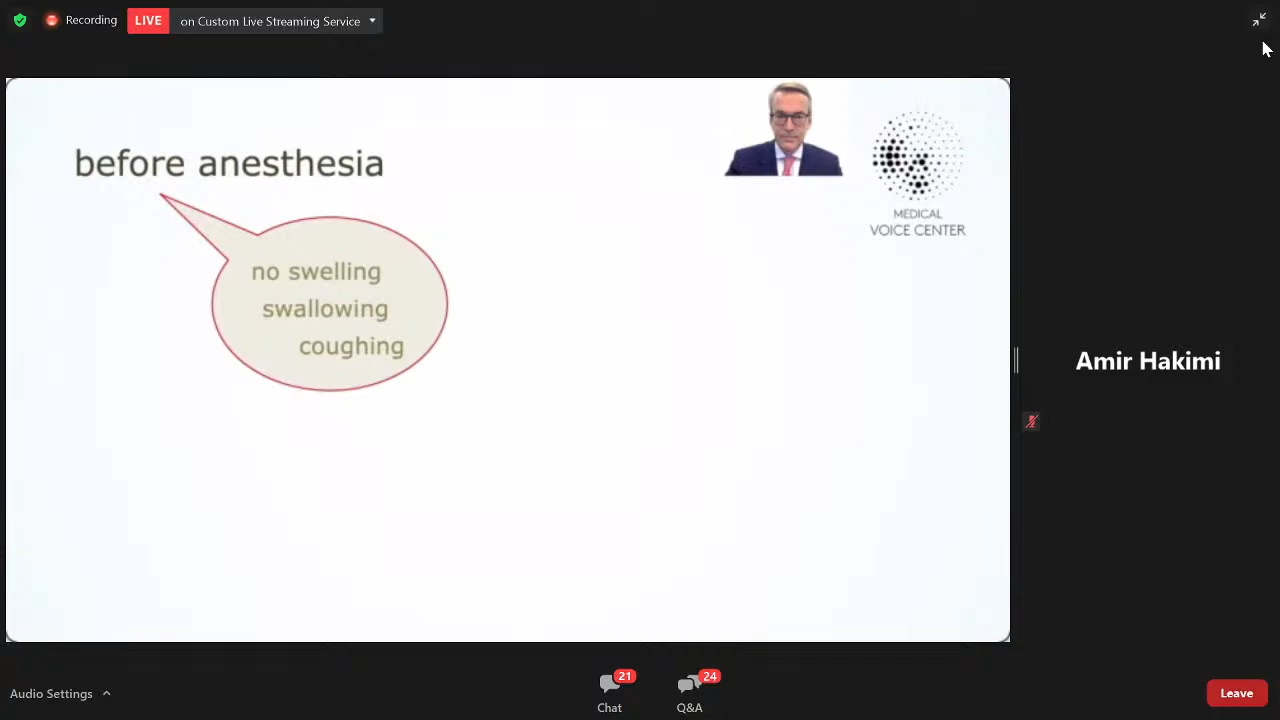 Recording
LIVE
on Custom Live Streaming Service
before anesthesia
MEDICAL
VOICE CENTER
no swelling
swallowing
coughing
Amir Hakimi
Audio Settings
21
Chat
24
Q&A
Leave